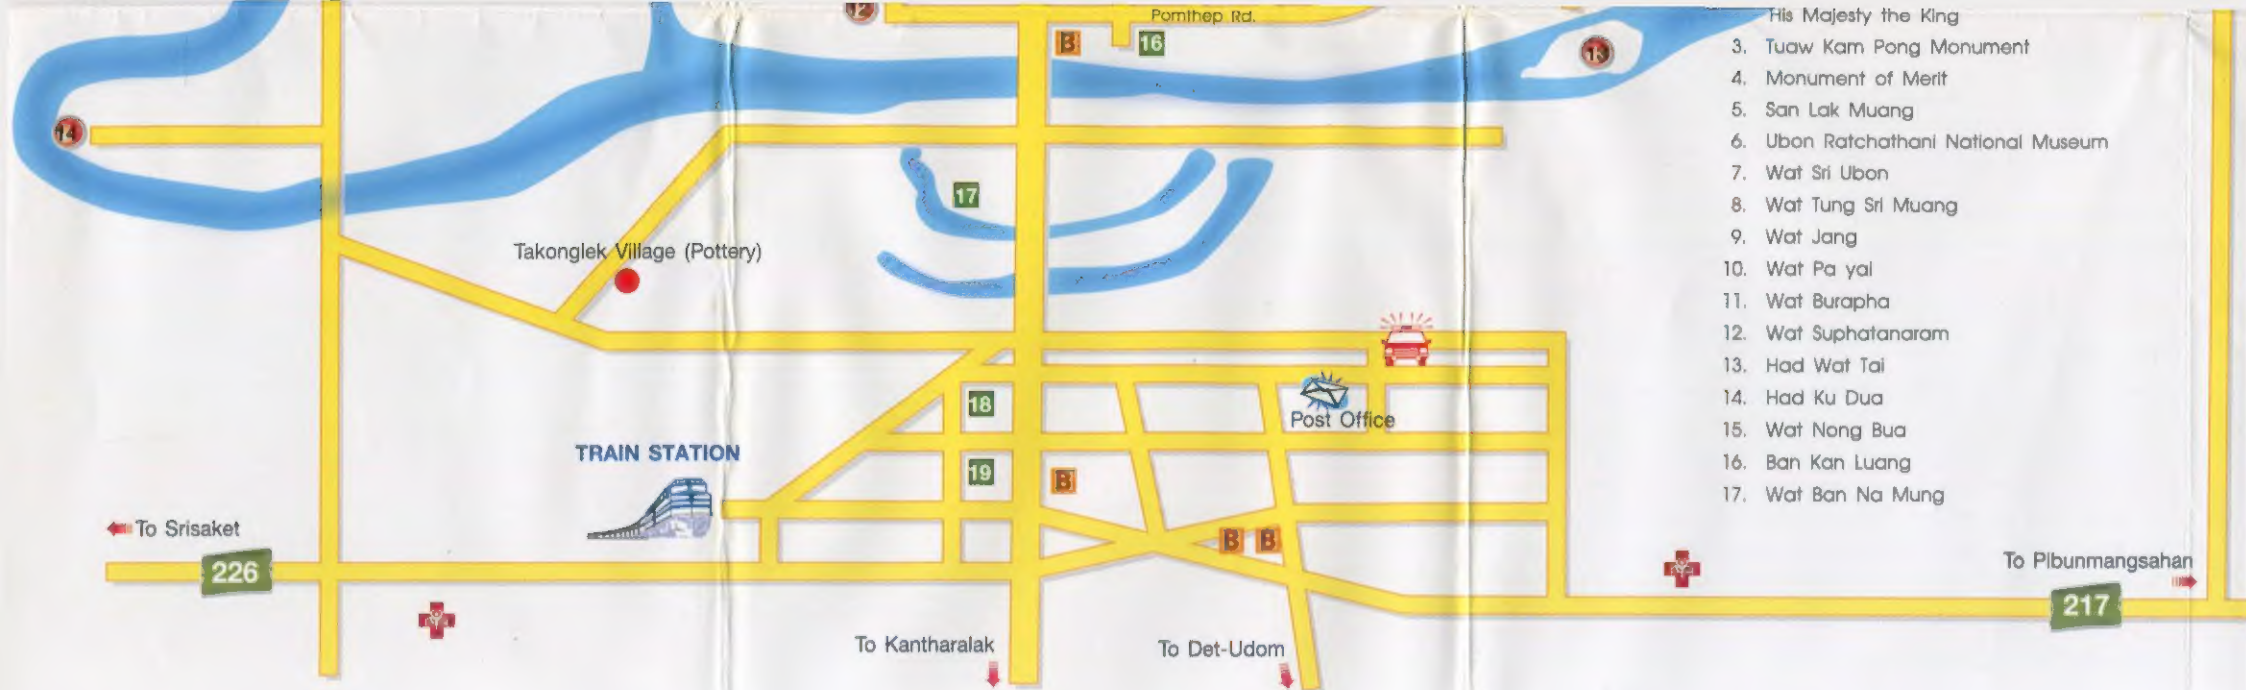 12
Pornthep Rd.
B
16
13
14
17
Takonglek Village (Pottery)
18
Post Office
TRAIN STATION
19
B
To Srisaket
226
B B
To Kantharalak
To Det-Udom
To Pibunmangsahan
217
His Majesty the King
3. Tuaw Kam Pong Monument
4. Monument of Merit
5. San Lak Muang
6. Ubon Ratchathani National Museum
7. Wat Sri Ubon
8. Wat Tung Sri Muang
9. Wat Jang
10. Wat Pa yai
11. Wat Burapha
12. Wat Suphatanaram
13. Had Wat Tai
14. Had Ku Dua
15. Wat Nong Bua
16. Ban Kan Luang
17. Wat Ban Na Mung